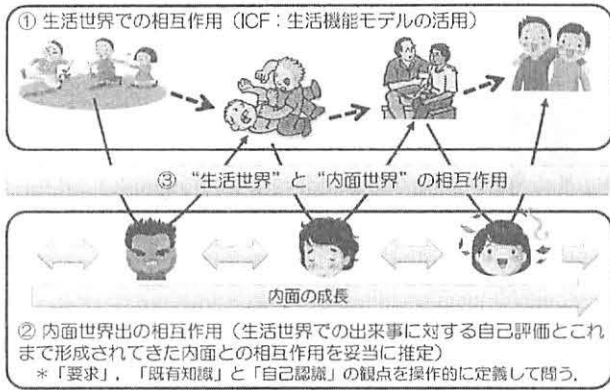 ① 生活世界での相互作用（ICF：生活機能モデルの活用）
③ “生活世界” と “内面世界” の相互作用
内面の成長
② 内面世界出の相互作用（生活世界での出来事に対する自己評価とこれ
まで形成されてきた内面との相互作用を妥当に推定）
＊「要求」，「既有知識」と「自己認識」の観点を操作的に定義して問う．